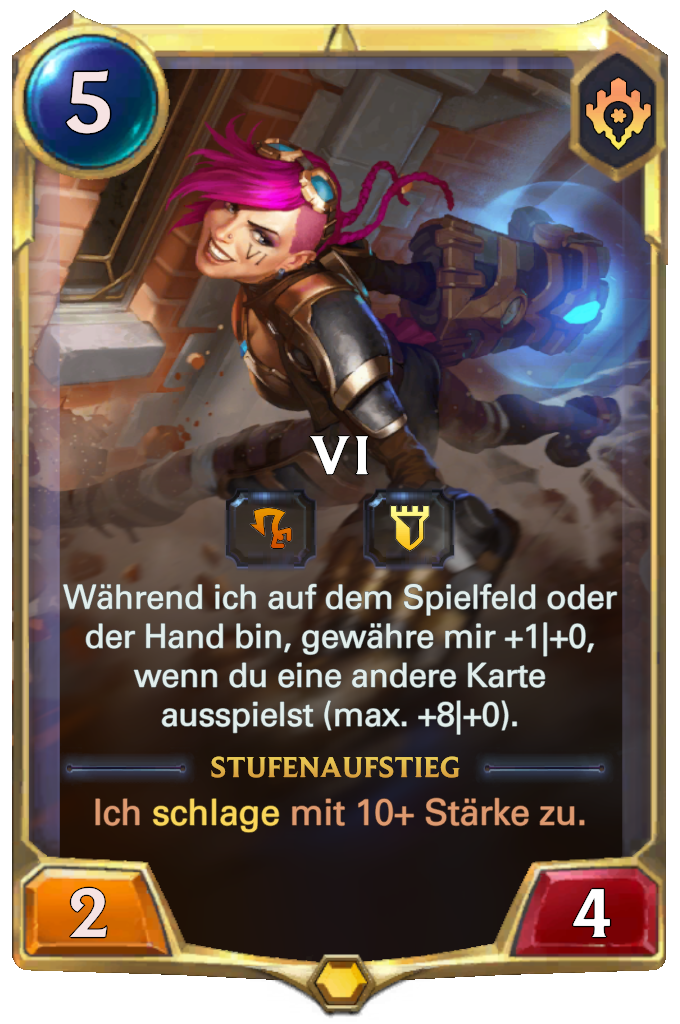 5
VI
VI
Während ich auf dem Spielfeld oder
der Hand bin, gewähre mir +1|+0,
wenn du eine andere Karte
ausspielst (max. +8|+0).
STUFENAUFSTIEG
Ich schlage mit 10+ Stärke zu.
2
4